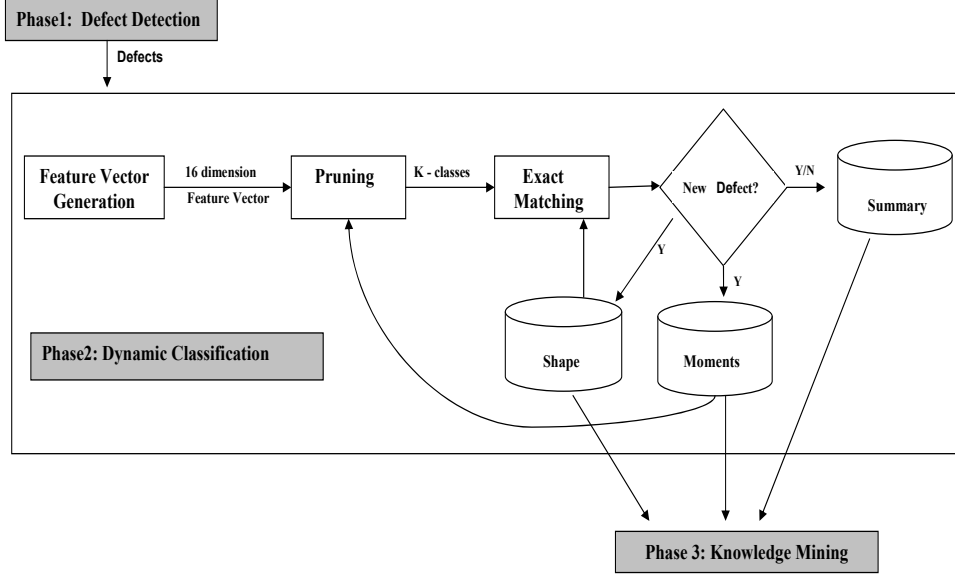 Phase1: Defect Detection
Defects
Feature Vector
Generation
16 dimension
Feature Vector
Pruning
K - classes
Exact
Matching
New Defect?
Y/N
Summary
Y
Y
Shape
Moments
Phase2: Dynamic Classification
Phase 3: Knowledge Mining